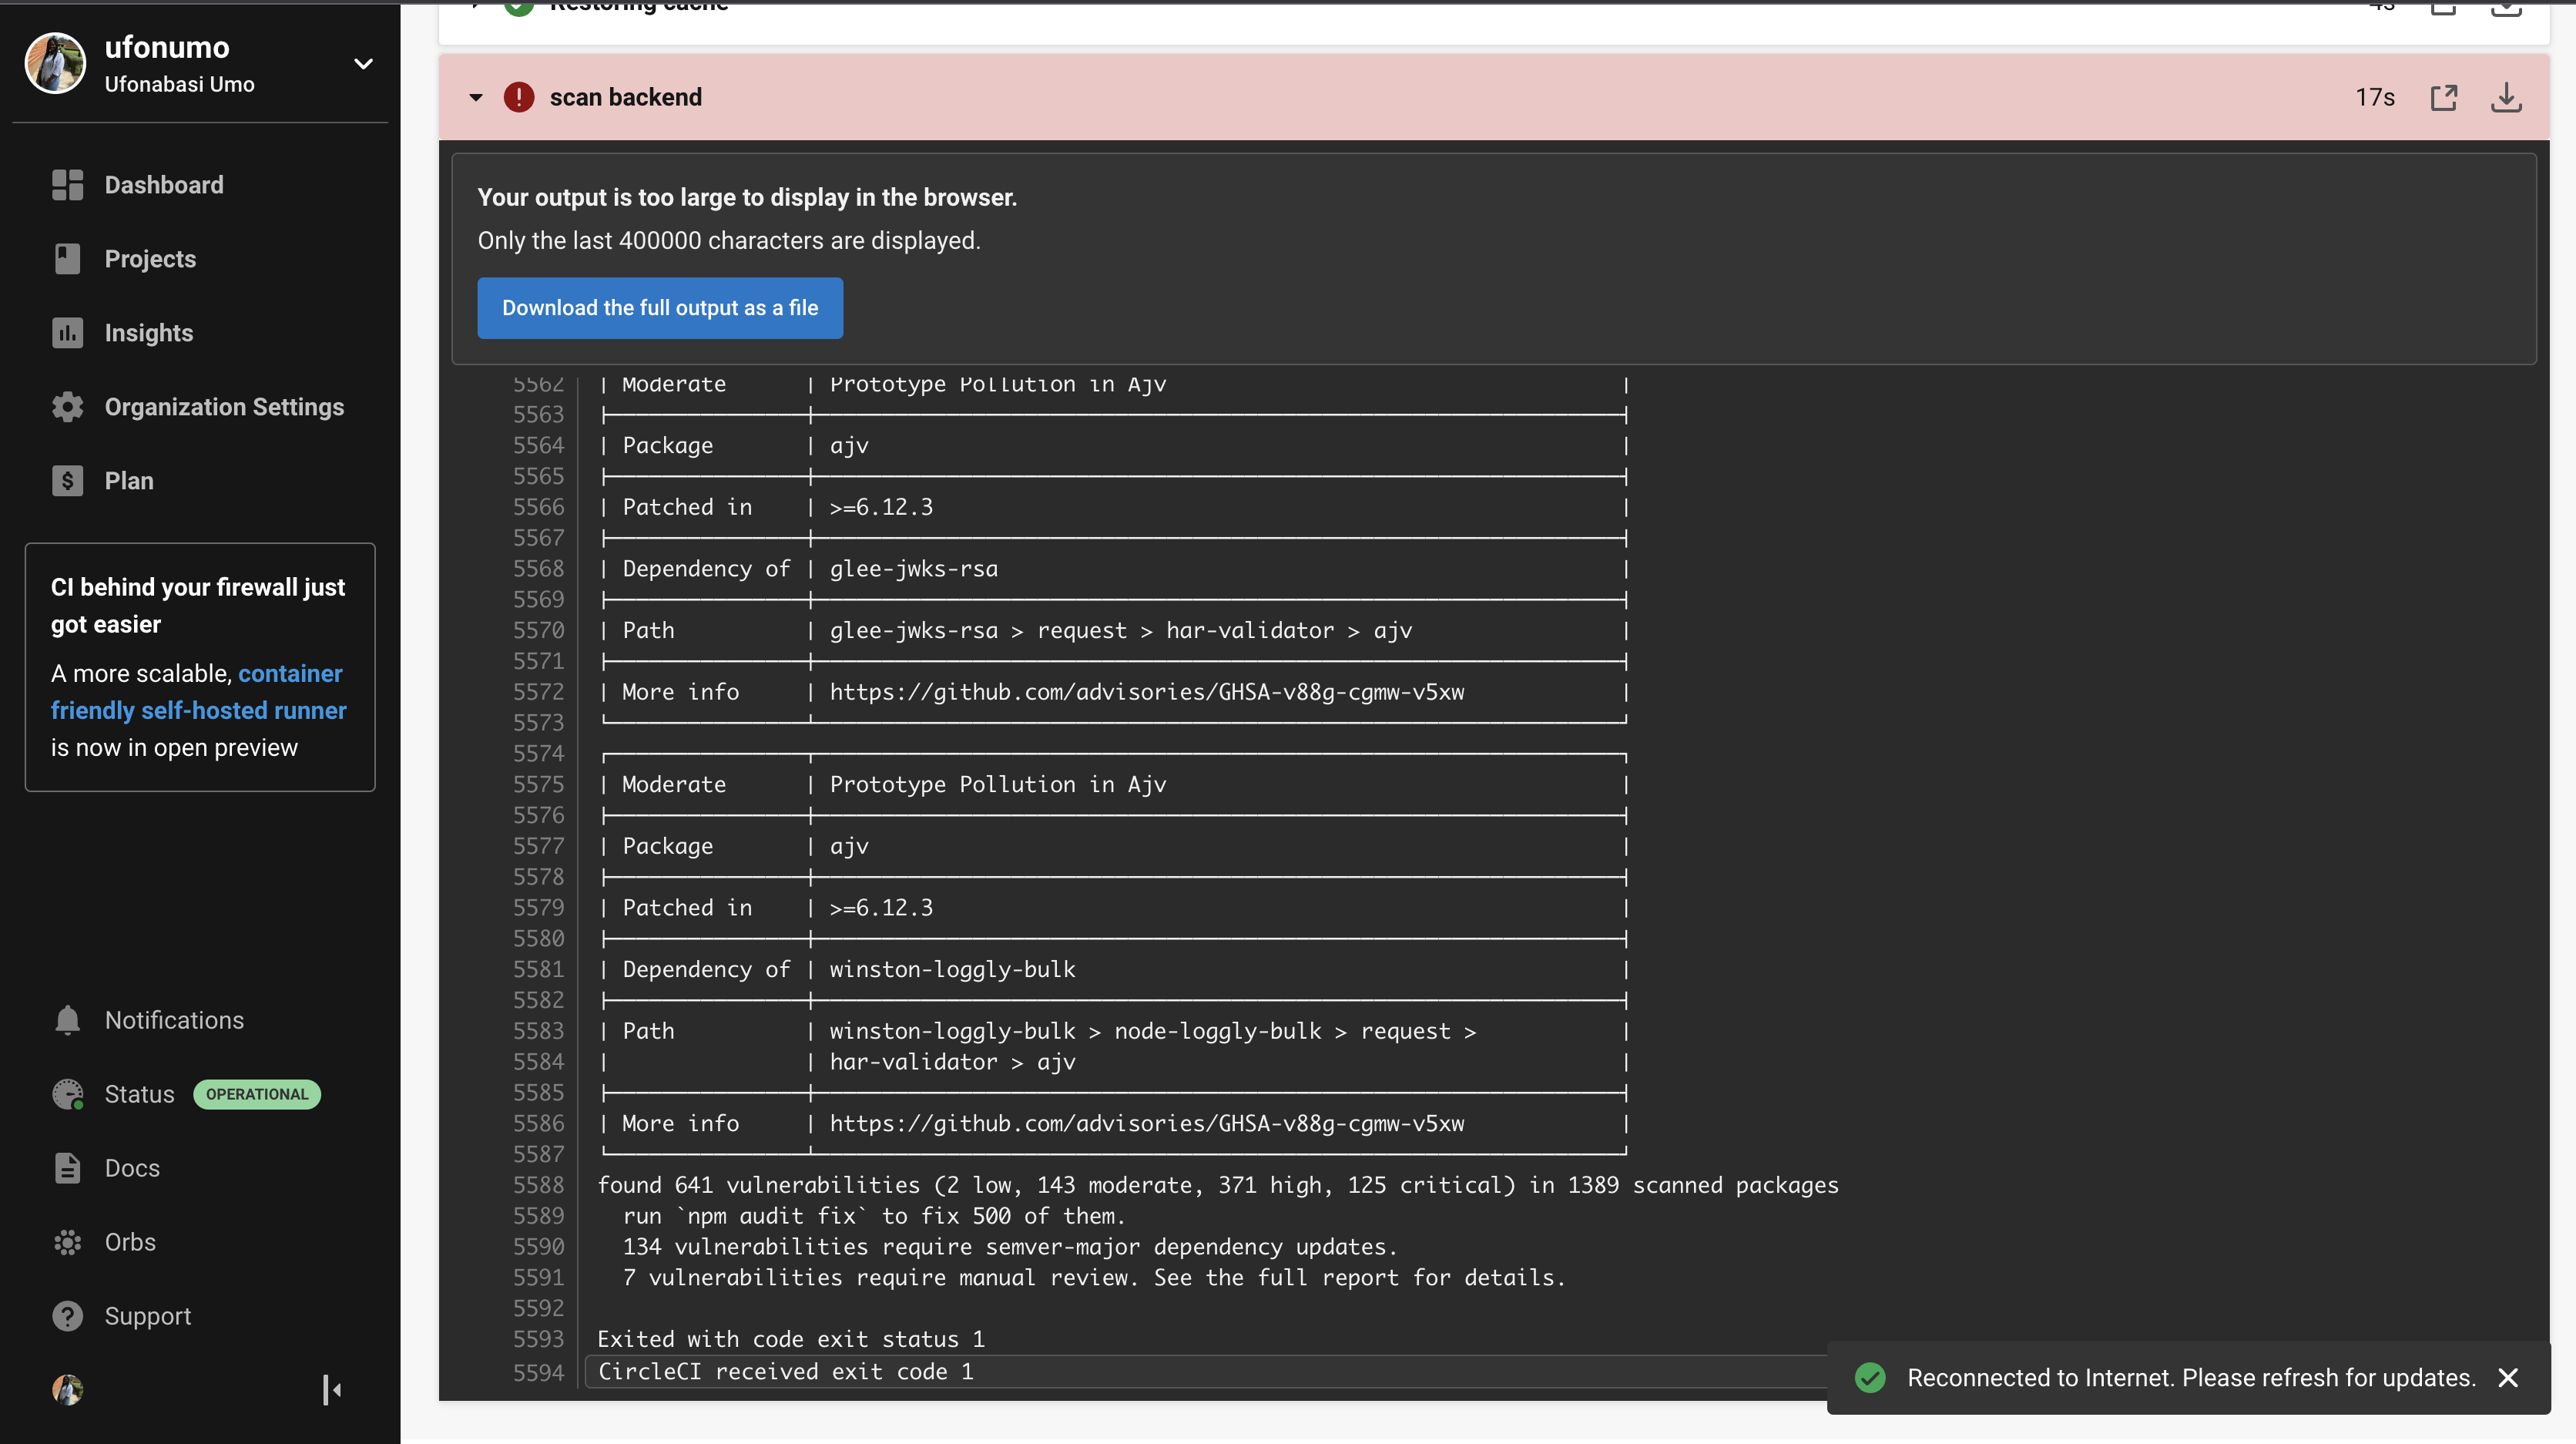 ufonumo
Ufonabasi Umo
Dashboard
Projects
Insights
Organization Settings
Plan
CI behind your firewall just
got easier
A more scalable, container
friendly self-hosted runner
is now in open preview
Notifications
Status OPERATIONAL
Docs
Orbs
Support
Restoring cache 4s
scan backend 17s
Your output is too large to display in the browser.
Only the last 400000 characters are displayed.
Download the full output as a file
5562 | Moderate | Prototype Pollution in Ajv |
5563
5564 | Package | ajv |
5565
5566 | Patched in | >=6.12.3 |
5567
5568 | Dependency of | glee-jwks-rsa |
5569
5570 | Path | glee-jwks-rsa > request > har-validator > ajv |
5571
5572 | More info | https://github.com/advisories/GHSA-v88g-cgmw-v5xw |
5573
5574
5575 | Moderate | Prototype Pollution in Ajv |
5576
5577 | Package | ajv |
5578
5579 | Patched in | >=6.12.3 |
5580
5581 | Dependency of | winston-loggly-bulk |
5582
5583 | Path | winston-loggly-bulk > node-loggly-bulk > request > |
5584 | | har-validator > ajv |
5585
5586 | More info | https://github.com/advisories/GHSA-v88g-cgmw-v5xw |
5587
5588 found 641 vulnerabilities (2 low, 143 moderate, 371 high, 125 critical) in 1389 scanned packages
5589 run `npm audit fix` to fix 500 of them.
5590 134 vulnerabilities require semver-major dependency updates.
5591 7 vulnerabilities require manual review. See the full report for details.
5592
5593 Exited with code exit status 1
5594 CircleCI received exit code 1
Reconnected to Internet. Please refresh for updates.